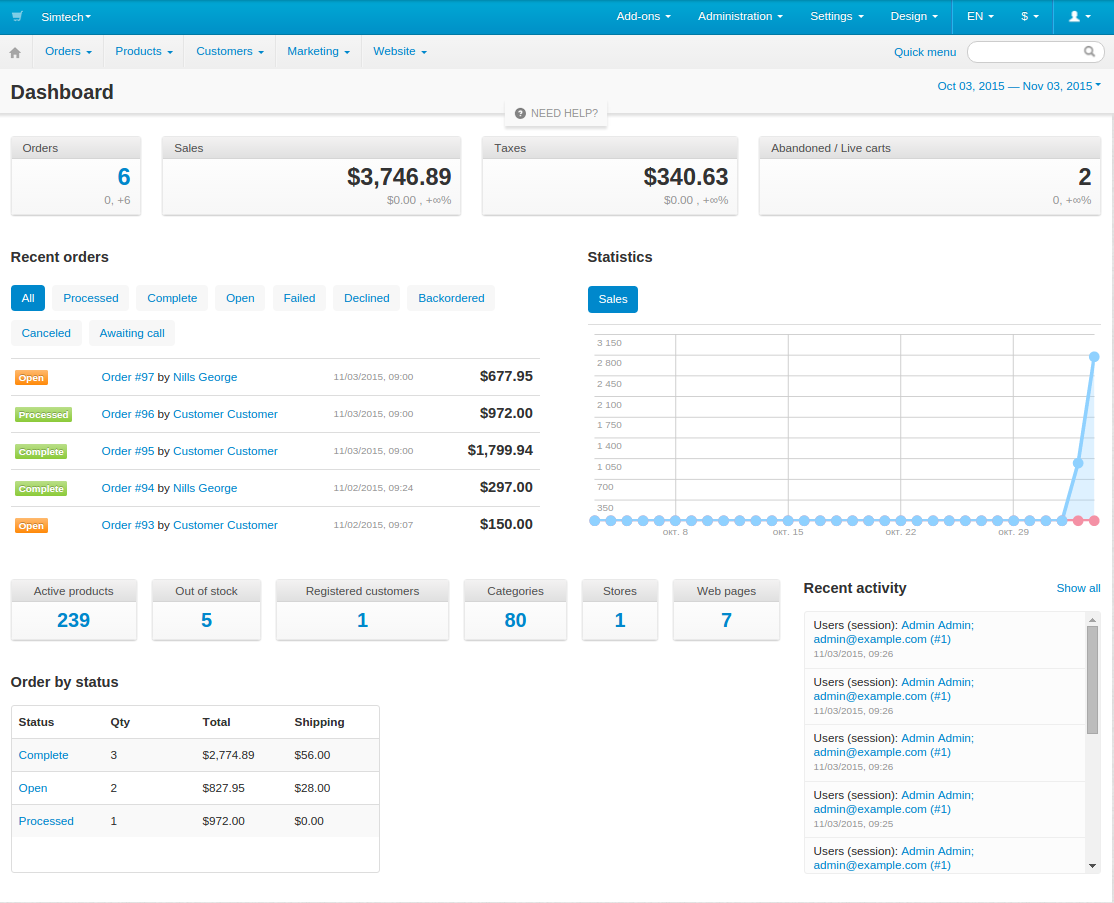 Simtech Add-ons Administration Settings Design EN $
Orders Products Customers Marketing Website Quick menu
Dashboard Oct 03, 2015 — Nov 03, 2015
NEED HELP?
Orders Sales Taxes Abandoned / Live carts
6 $3,746.89 $340.63 2
0, +6 $0.00 , +∞% $0.00 , +∞% 0, +∞%
Recent orders
All Processed Complete Open Failed Declined Backordered
Canceled Awaiting call
Open Order #97 by Nills George 11/03/2015, 09:00 $677.95
Processed Order #96 by Customer Customer 11/03/2015, 09:00 $972.00
Complete Order #95 by Customer Customer 11/03/2015, 09:00 $1,799.94
Complete Order #94 by Nills George 11/02/2015, 09:24 $297.00
Open Order #93 by Customer Customer 11/02/2015, 09:07 $150.00
Statistics
Sales
3 150
2 800
2 450
2 100
1 750
1 400
1 050
700
350
окт. 8 окт. 15 окт. 22 окт. 29
Active products Out of stock Registered customers Categories Stores Web pages
239 5 1 80 1 7
Order by status
Status Qty Total Shipping
Complete 3 $2,774.89 $56.00
Open 2 $827.95 $28.00
Processed 1 $972.00 $0.00
Recent activity Show all
Users (session): Admin Admin;
admin@example.com (#1)
11/03/2015, 09:26
Users (session): Admin Admin;
admin@example.com (#1)
11/03/2015, 09:26
Users (session): Admin Admin;
admin@example.com (#1)
11/03/2015, 09:26
Users (session): Admin Admin;
admin@example.com (#1)
11/03/2015, 09:25
Users (session): Admin Admin;
admin@example.com (#1)